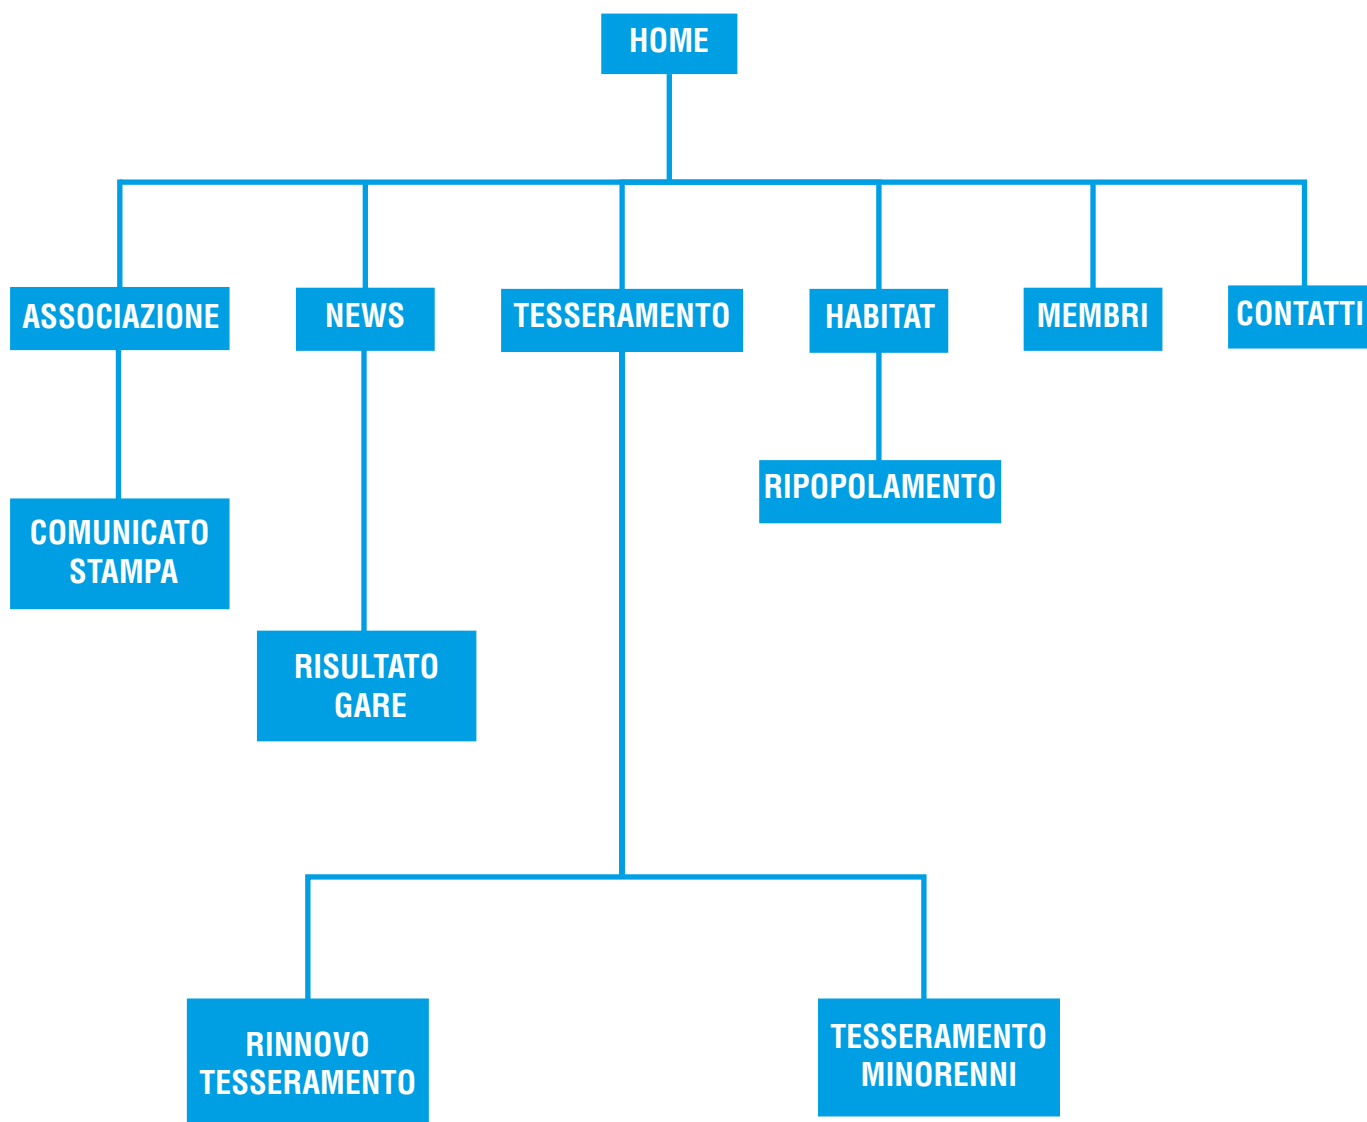 HOME
ASSOCIAZIONE
NEWS
TESSERAMENTO
HABITAT
MEMBRI
CONTATTI
RIPOPOLAMENTO
COMUNICATO
STAMPA
RISULTATO
GARE
RINNOVO
TESSERAMENTO
TESSERAMENTO
MINORENNI